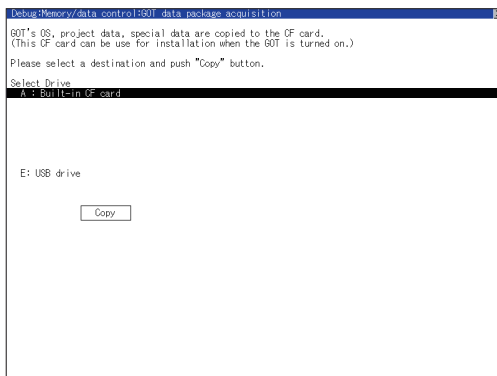 Debug:Memory/data control:GOT data package acquisition
GOT's OS, project data, special data are copied to the CF card.
(This CF card can be use for installation when the GOT is turned on.)
Please select a destination and push "Copy" button.
Select Drive
A : Built-in CF card
E: USB drive
Copy